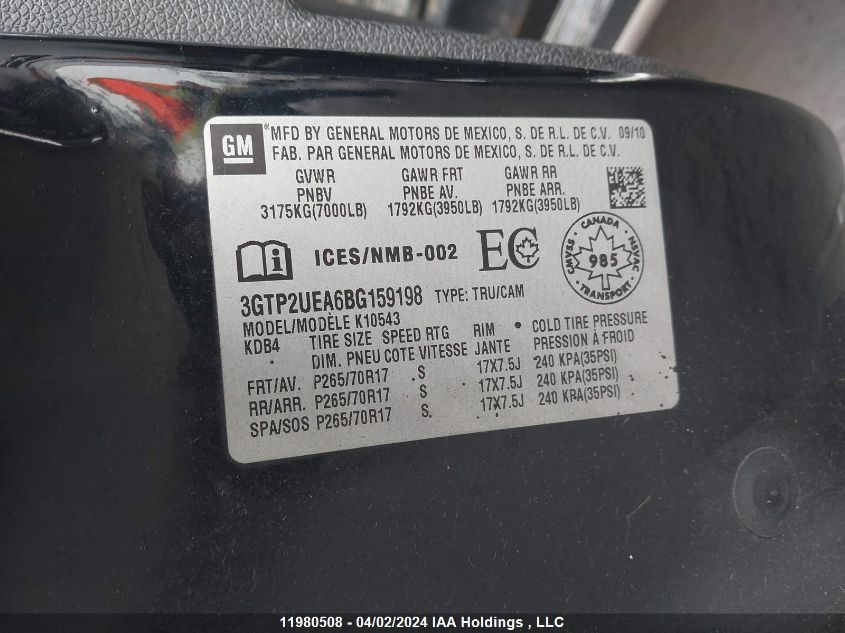 GM
® MFD BY GENERAL MOTORS DE MEXICO, S. DE R.L. DE C.V. 09/10
FAB. PAR GENERAL MOTORS DE MEXICO, S. DE R.L. DE C.V.
GVWR GAWR FRT GAWR RR
PNBV PNBE AV. PNBE ARR.
3175KG(7000LB) 1792KG(3950LB) 1792KG(3950LB)
i ICES/NMB-002 EC
CANADA
CMVSS 985 NSVAC
TRANSPORT
3GTP2UEA6BG159198 TYPE: TRU/CAM
MODEL/MODÈLE K10543
KDB4 TIRE SIZE SPEED RTG RIM COLD TIRE PRESSURE
DIM. PNEU COTE VITESSE JANTE PRESSION À FROID
FRT/AV. P265/70R17 S 17X7.5J 240 KPA(35PSI)
RR/ARR. P265/70R17 S 17X7.5J 240 KPA(35PSI)
SPA/SOS P265/70R17 S 17X7.5J 240 KPA(35PSI)
11980508 - 04/02/2024 IAA Holdings , LLC